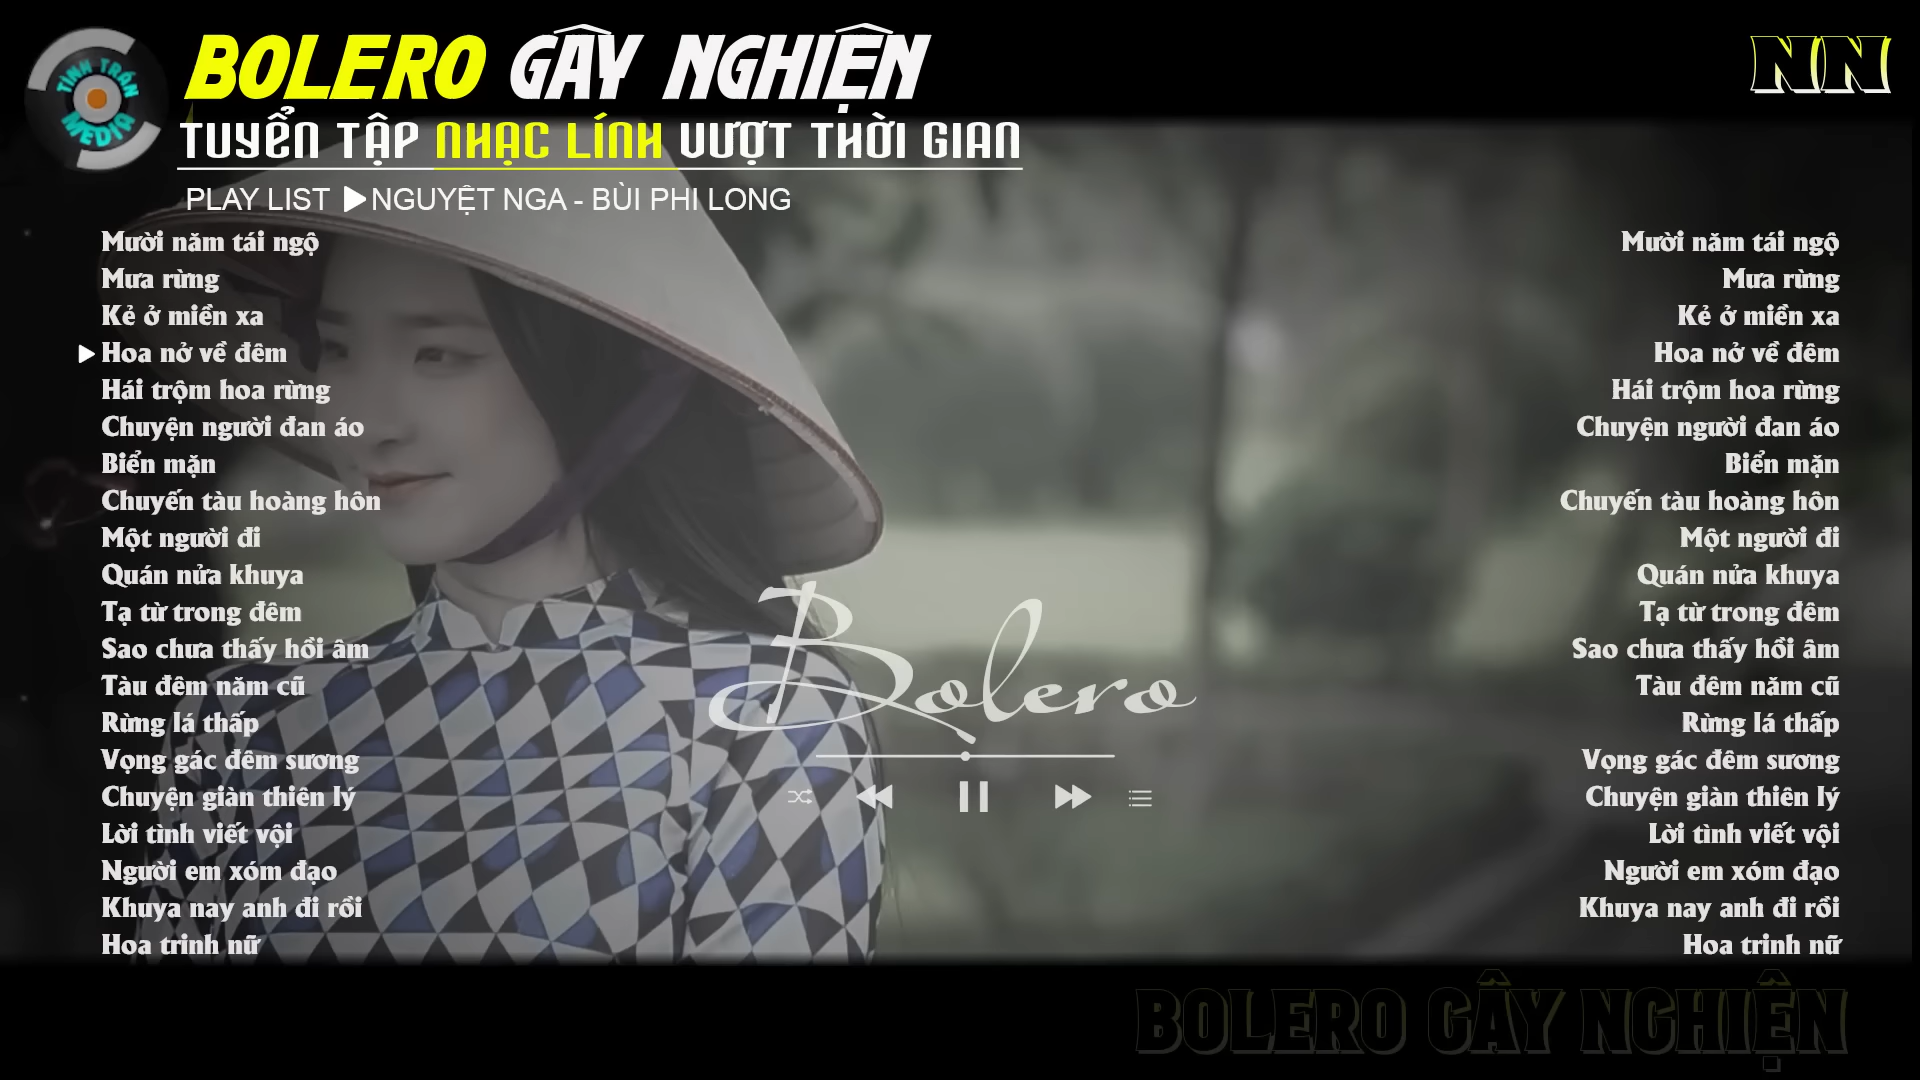 TÌNH TRẦN
MEDIA
BOLERO GÂY NGHIỆN
NN
TUYỂN TẬP NHẠC LÍNH VƯỢT THỜI GIAN
PLAY LIST ▶NGUYỆT NGA - BÙI PHI LONG
Mười năm tái ngộ
Mưa rừng
Kẻ ở miền xa
Hoa nở về đêm
Hái trộm hoa rừng
Chuyện người đan áo
Biển mặn
Chuyến tàu hoàng hôn
Một người đi
Quán nửa khuya
Tạ từ trong đêm
Sao chưa thấy hồi âm
Tàu đêm năm cũ
Rừng lá thấp
Vọng gác đêm sương
Chuyện giàn thiên lý
Lời tình viết vội
Người em xóm đạo
Khuya nay anh đi rồi
Hoa trinh nữ
Bolero
Mười năm tái ngộ
Mưa rừng
Kẻ ở miền xa
Hoa nở về đêm
Hái trộm hoa rừng
Chuyện người đan áo
Biển mặn
Chuyến tàu hoàng hôn
Một người đi
Quán nửa khuya
Tạ từ trong đêm
Sao chưa thấy hồi âm
Tàu đêm năm cũ
Rừng lá thấp
Vọng gác đêm sương
Chuyện giàn thiên lý
Lời tình viết vội
Người em xóm đạo
Khuya nay anh đi rồi
Hoa trinh nữ
BOLERO GÂY NGHIỆN